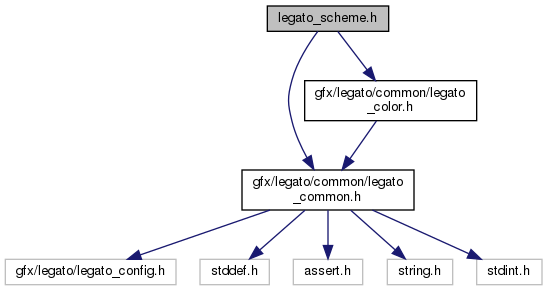 legato_scheme.h
gfx/legato/common/legato
_color.h
gfx/legato/common/legato
_common.h
gfx/legato/legato_config.h
stddef.h
assert.h
string.h
stdint.h